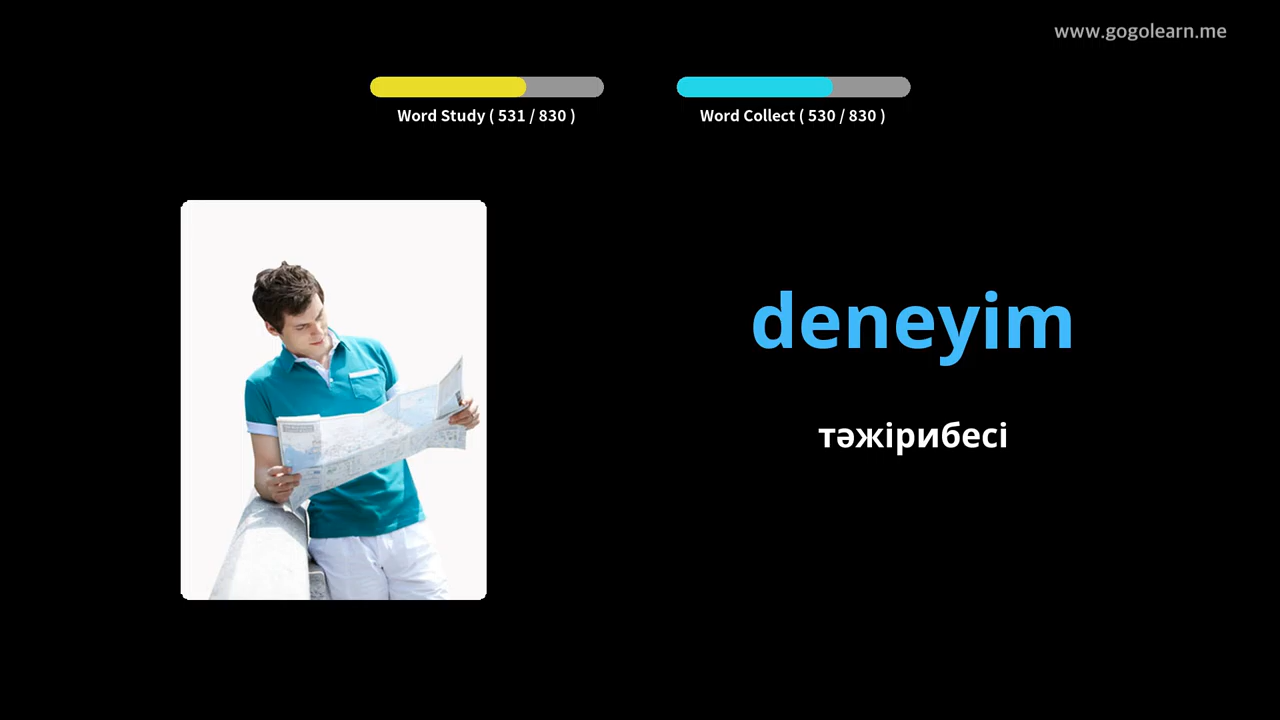 www.gogolearn.me
Word Study ( 531 / 830 )
Word Collect ( 530 / 830 )
deneyim
тәжірибесі